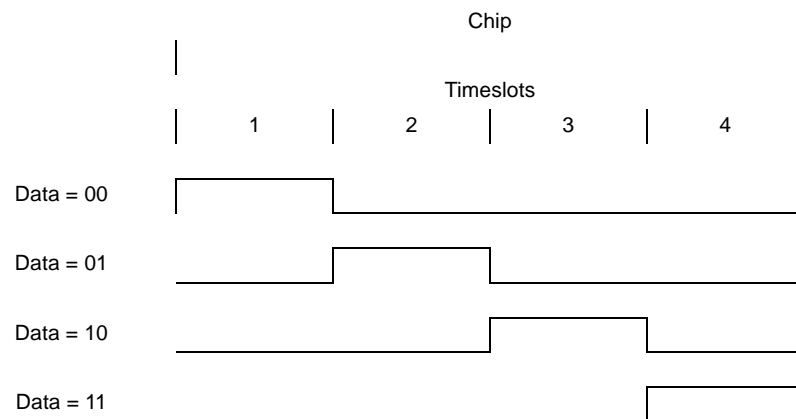 Chip
Timeslots
1 2 3 4
Data = 00
Data = 01
Data = 10
Data = 11